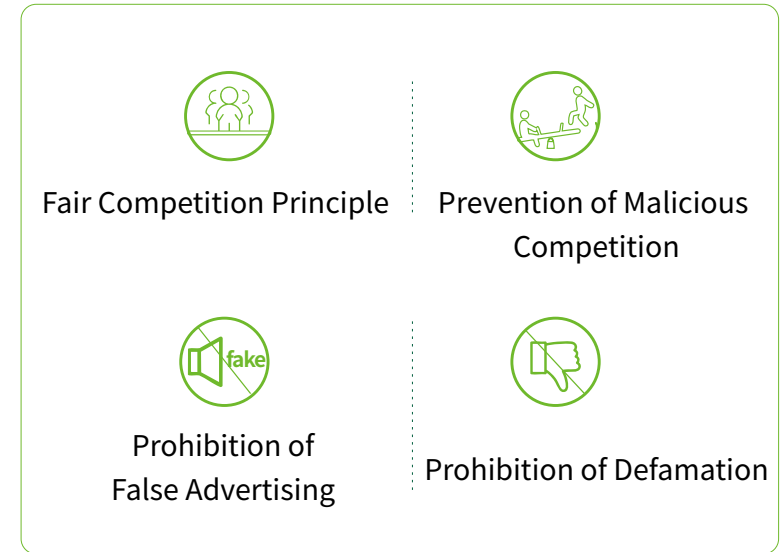 Fair Competition Principle
Prevention of Malicious
Competition
fake
Prohibition of
False Advertising
Prohibition of Defamation